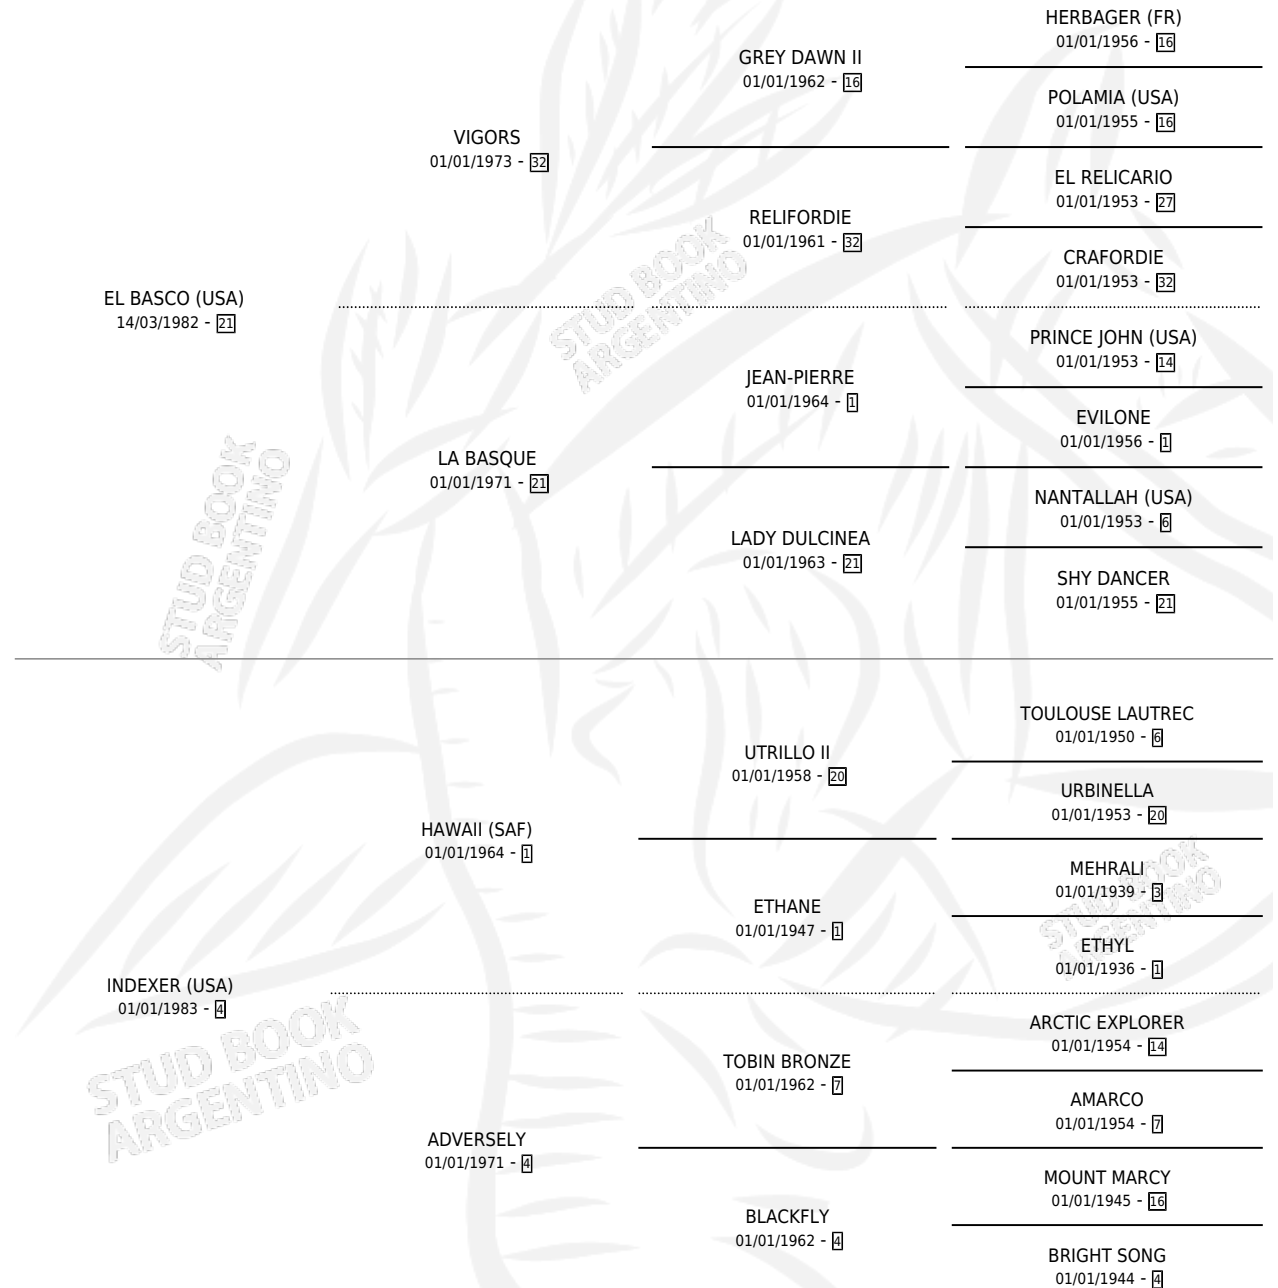 HERBAGER (FR)
01/01/1956 - 16
GREY DAWN II
01/01/1962 - 16
POLAMIA (USA)
01/01/1955 - 16
VIGORS
01/01/1973 - 32
EL RELICARIO
01/01/1953 - 27
RELIFORDIE
01/01/1961 - 32
CRAFORDIE
01/01/1953 - 32
EL BASCO (USA)
14/03/1982 - 21
STUD BOOK
ARGENTINO
PRINCE JOHN (USA)
01/01/1953 - 14
JEAN-PIERRE
01/01/1964 - 1
EVILONE
01/01/1956 - 1
LA BASQUE
01/01/1971 - 21
NANTALLAH (USA)
01/01/1953 - 6
LADY DULCINEA
01/01/1963 - 21
SHY DANCER
01/01/1955 - 21
STUD BOOK
ARGENTINO
TOULOUSE LAUTREC
01/01/1950 - 6
UTRILLO II
01/01/1958 - 20
URBINELLA
01/01/1953 - 20
HAWAII (SAF)
01/01/1964 - 1
MEHRALI
01/01/1939 - 3
ETHANE
01/01/1947 - 1
STUD BOOK
ARGENTINO
ETHYL
01/01/1936 - 1
INDEXER (USA)
01/01/1983 - 4
ARCTIC EXPLORER
01/01/1954 - 14
STUD BOOK
ARGENTINO
TOBIN BRONZE
01/01/1962 - 7
AMARCO
01/01/1954 - 7
ADVERSELY
01/01/1971 - 4
MOUNT MARCY
01/01/1945 - 16
BLACKFLY
01/01/1962 - 4
BRIGHT SONG
01/01/1944 - 4